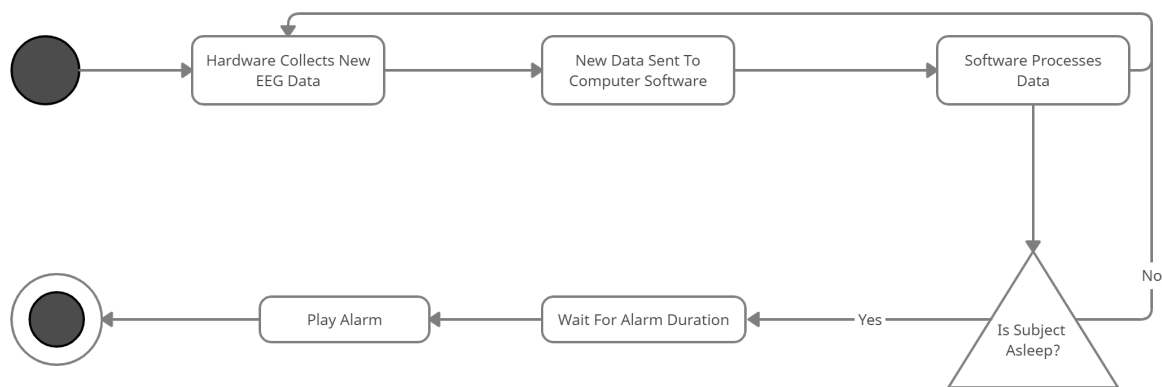 Hardware Collects New
EEG Data
New Data Sent To
Computer Software
Software Processes
Data
No
Play Alarm
Wait For Alarm Duration
Yes
Is Subject
Asleep?